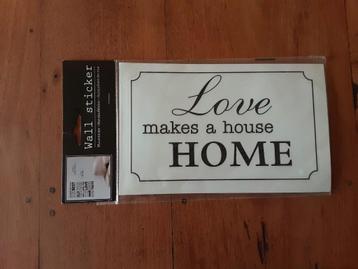 Wall sticker
Love
makes a house
HOME